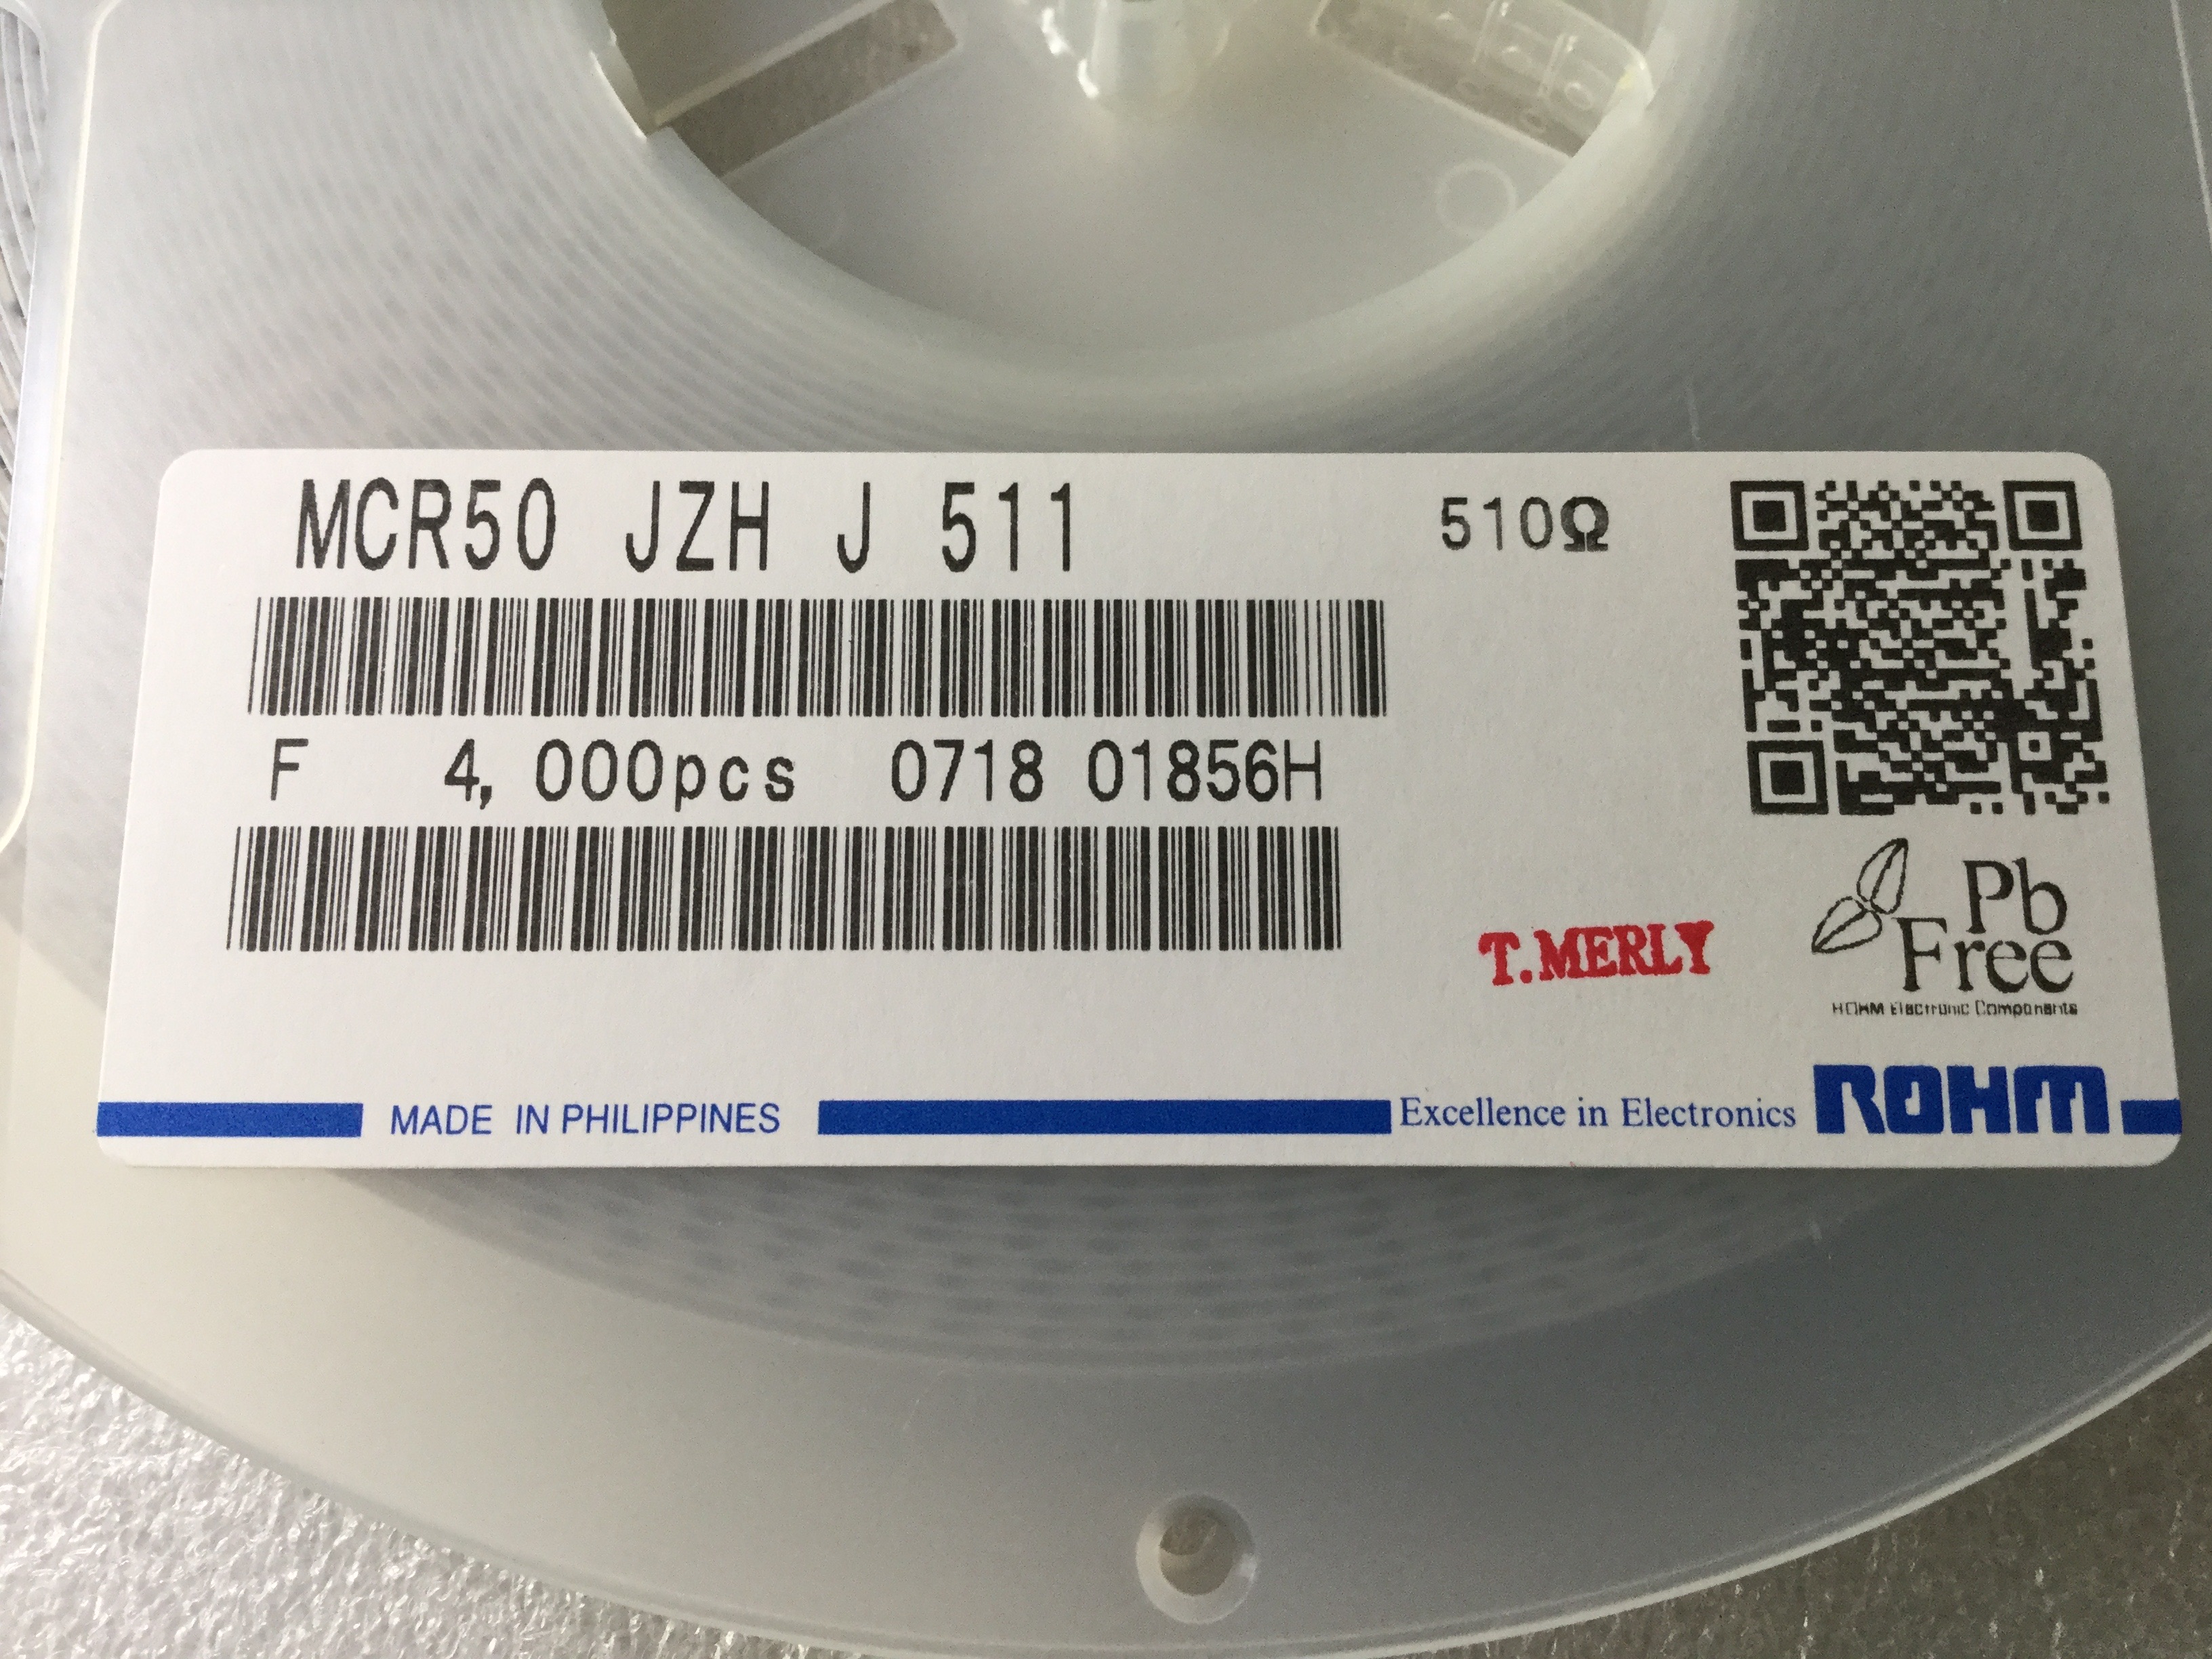 MCR50 JZH J 511 510Ω
F 4,000pcs 0718 01856H
T.MERLY
Pb
Free
ROHM Electronic Components
MADE IN PHILIPPINES
Excellence in Electronics ROHM